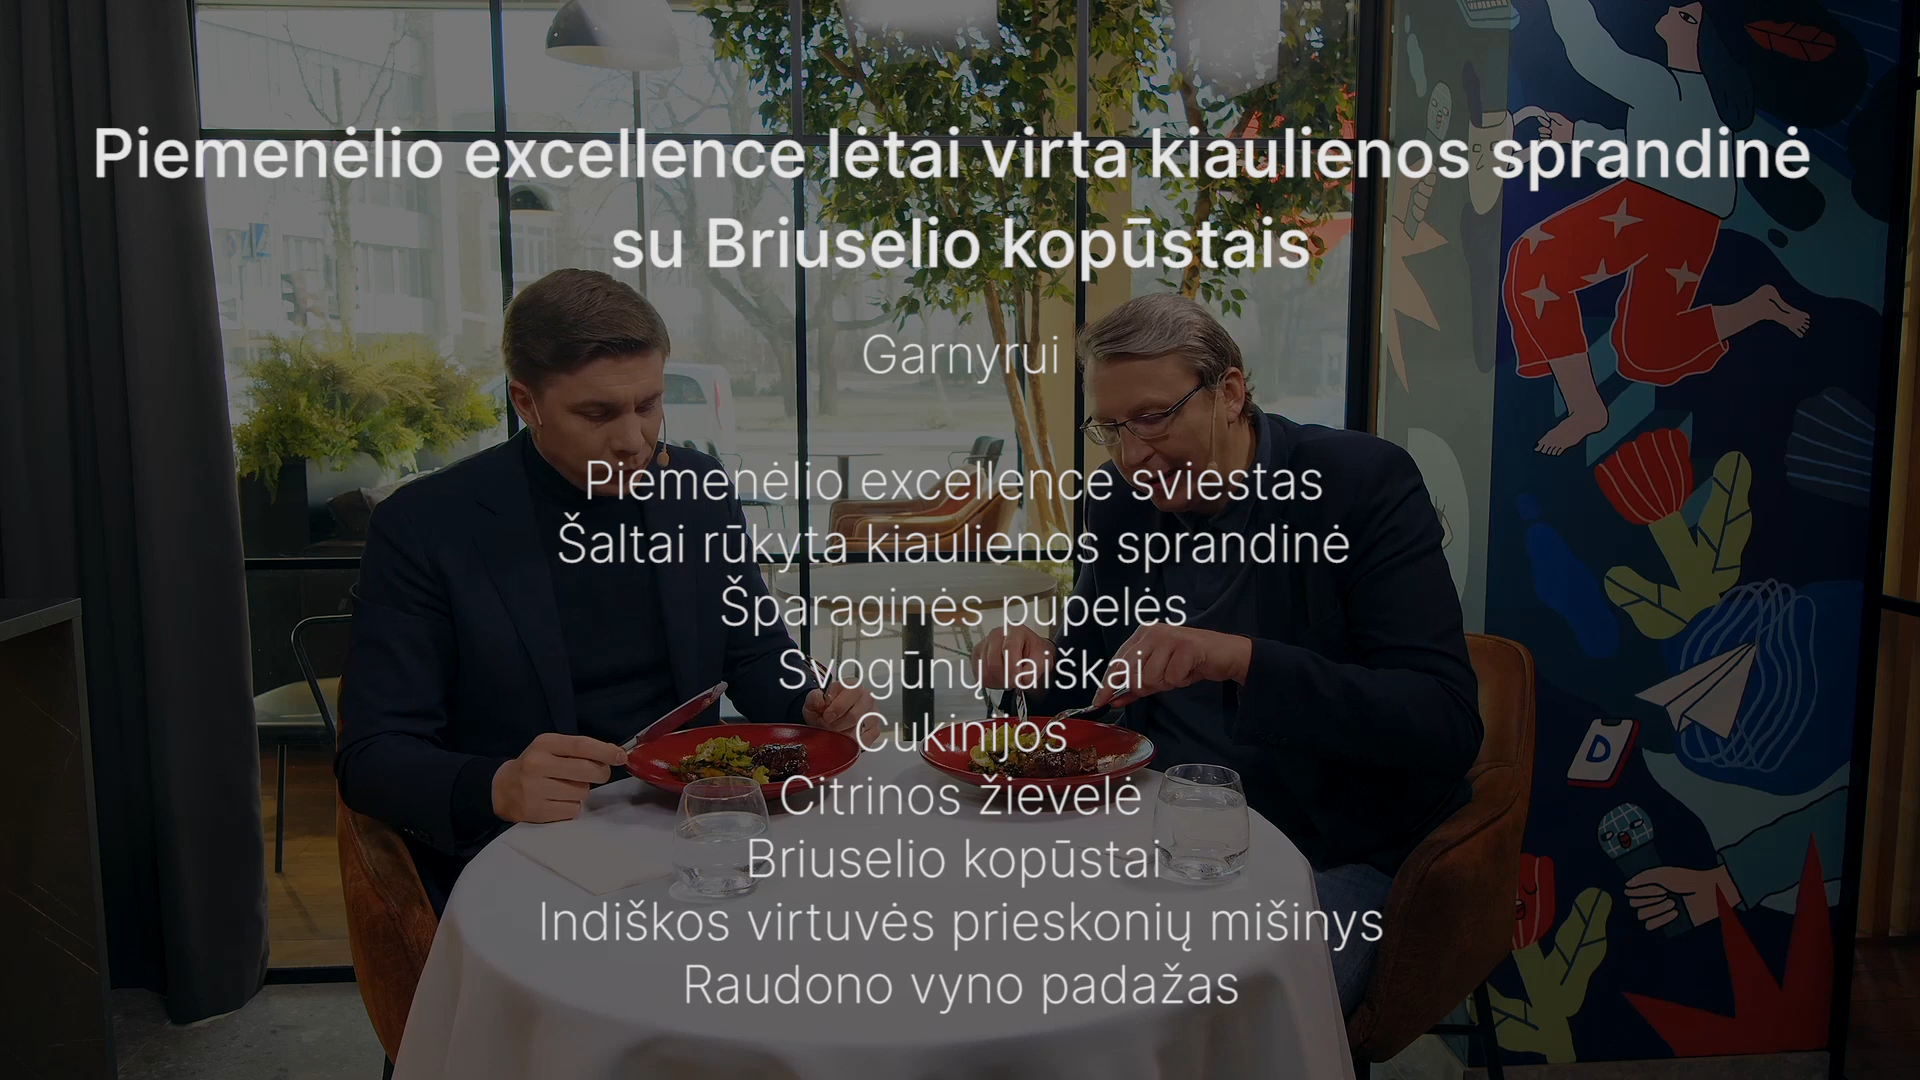 Piemenėlio excellence lėtai virta kiaulienos sprandinė
su Briuselio kopūstais
Garnyrui
Piemenėlio excellence sviestas
Šaltai rūkyta kiaulienos sprandinė
Šparaginės pupelės
Svogūnų laiškai
Cukinijos
Citrinos žievelė
Briuselio kopūstai
Indiškos virtuvės prieskonių mišinys
Raudono vyno padažas
D